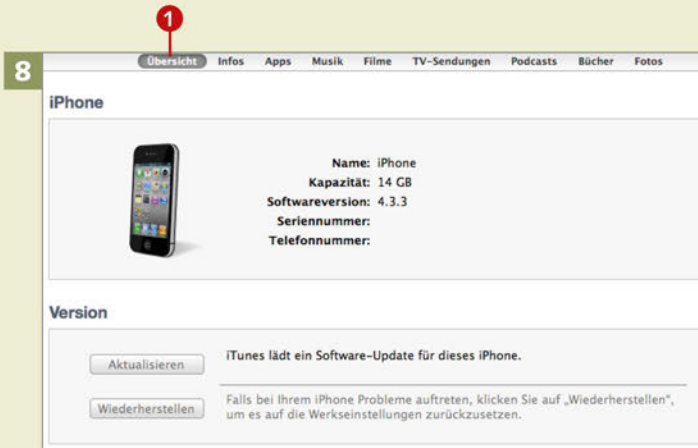 1
8
Übersicht Infos Apps Musik Filme TV-Sendungen Podcasts Bücher Fotos
iPhone
Name: iPhone
Kapazität: 14 GB
Softwareversion: 4.3.3
Seriennummer:
Telefonnummer:
Version
Aktualisieren
iTunes lädt ein Software-Update für dieses iPhone.
Wiederherstellen
Falls bei Ihrem iPhone Probleme auftreten, klicken Sie auf „Wiederherstellen",
um es auf die Werkseinstellungen zurückzusetzen.